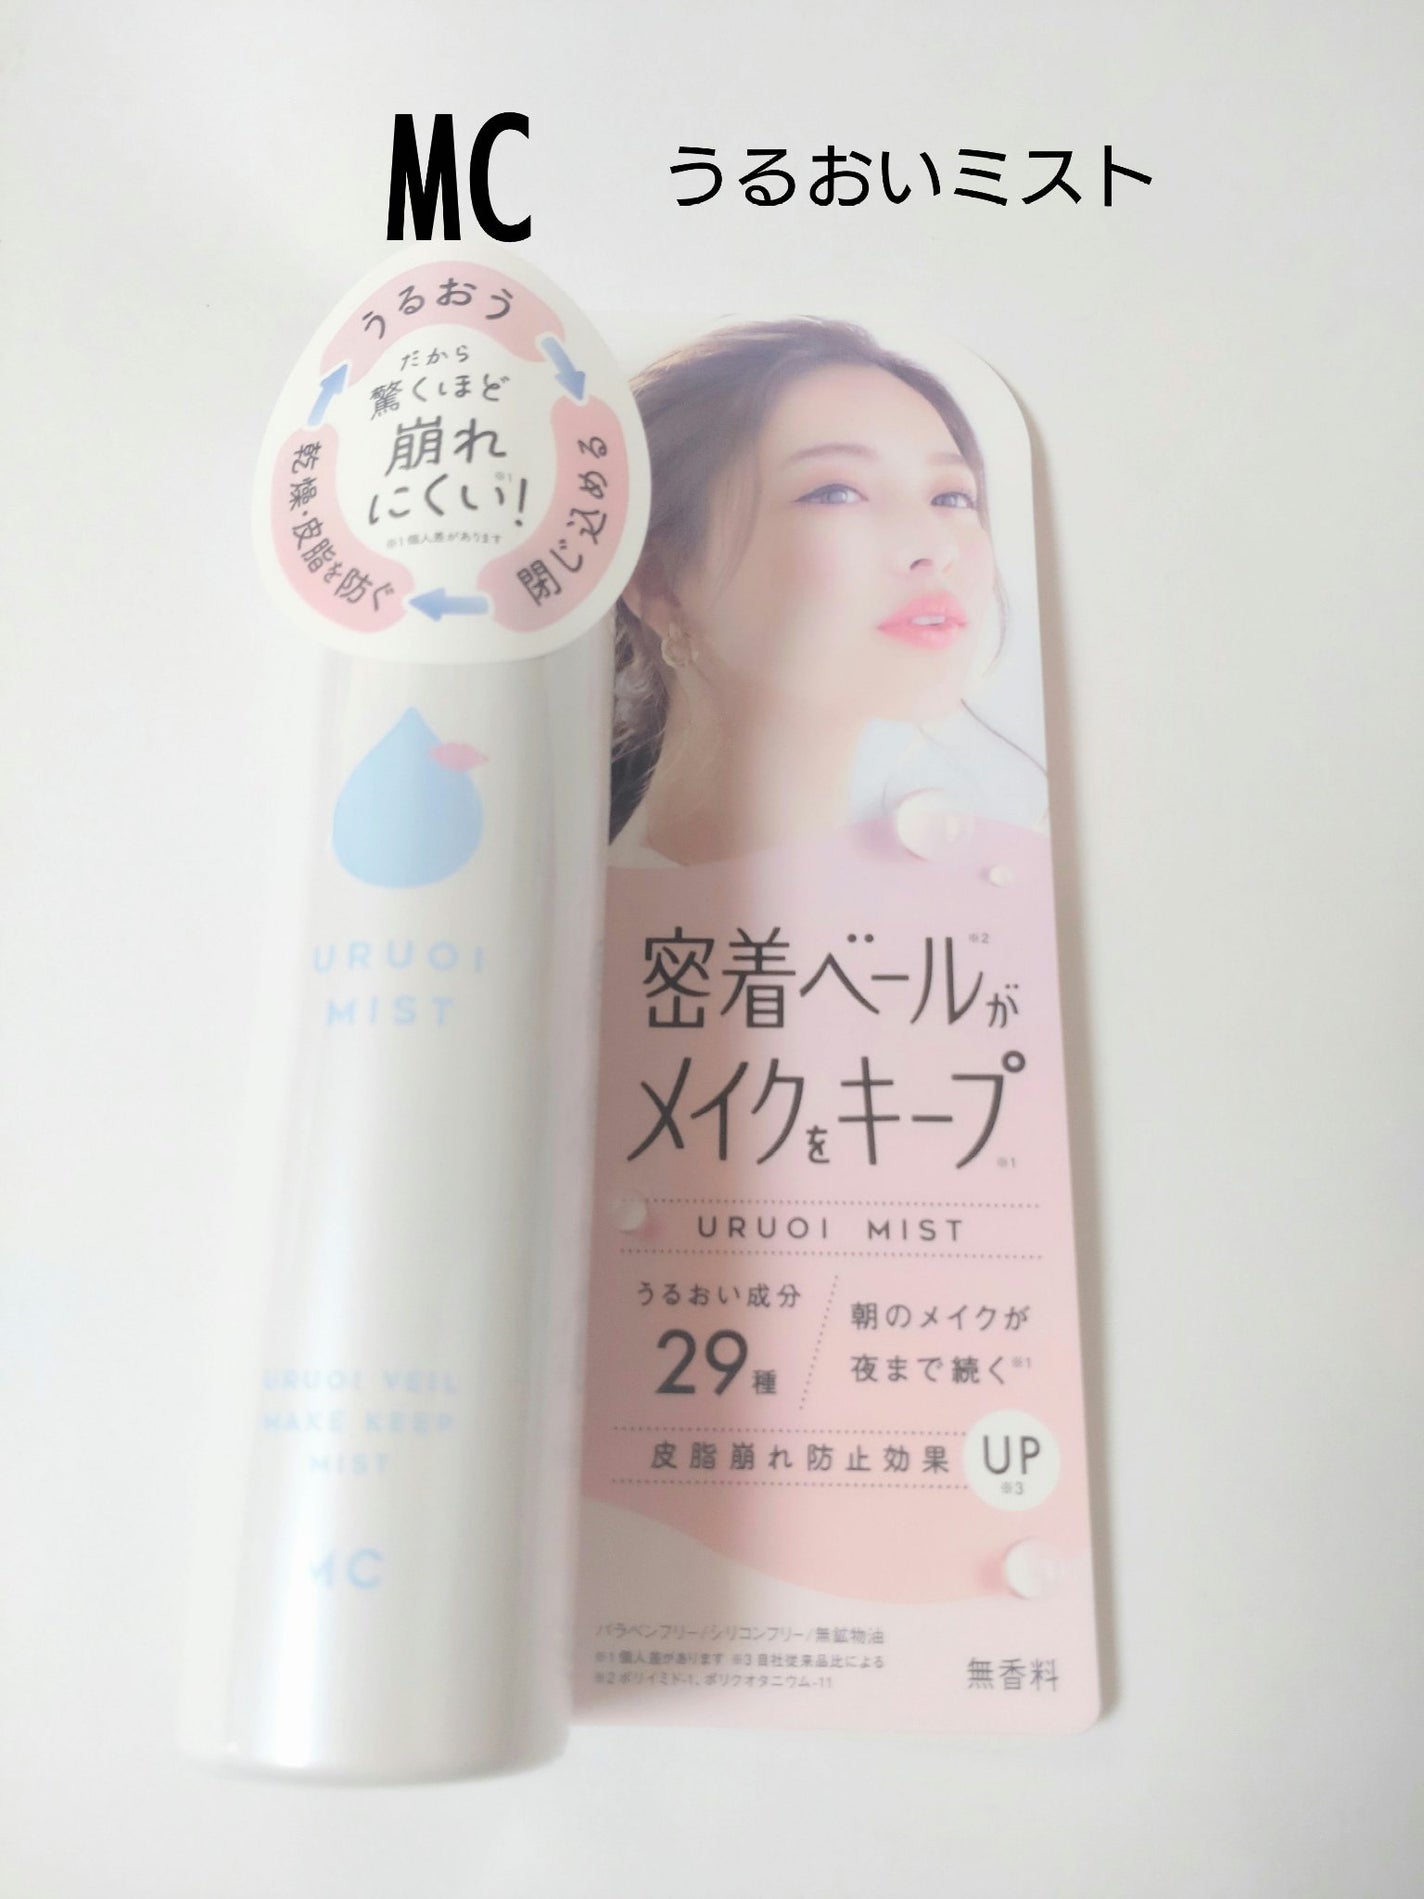 MC うるおいミスト
うるおう
だから
驚くほど
崩れ
にくい!※1
※1 個人差があります
閉じ込める
乾燥・皮脂を防ぐ
URUOI
MIST
URUOI VEIL
MAKE KEEP
MIST
MC
密着ベール※2が
メイクをキープ※1
URUOI MIST
うるおい成分
29種
朝のメイクが
夜まで続く※1
皮脂崩れ防止効果 UP※3
パラベンフリー/シリコンフリー/無鉱物油
※1 個人差があります ※3 自社従来品比による
※2 ポリイミド-1、ポリクオタニウム-11
無香料